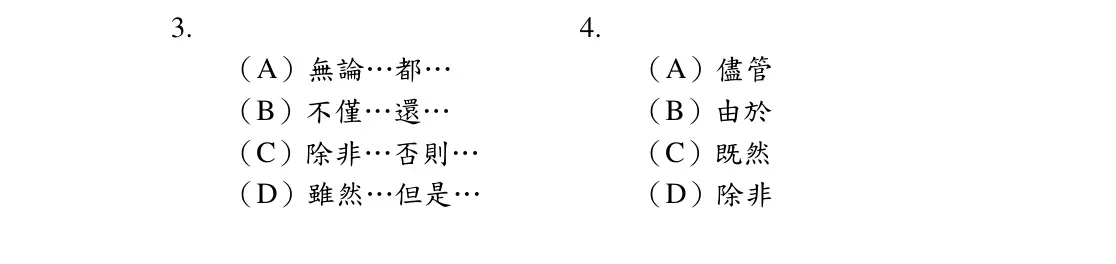 3.
（A）無論…都…
（B）不僅…還…
（C）除非…否則…
（D）雖然…但是…
4.
（A）儘管
（B）由於
（C）既然
（D）除非